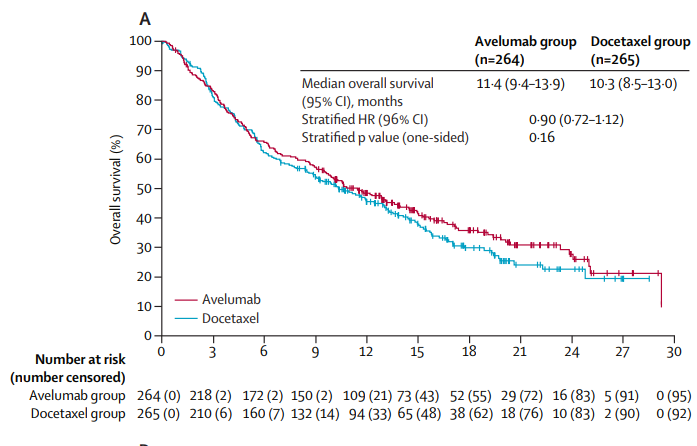 A
Avelumab group Docetaxel group
(n=264) (n=265)
Median overall survival 11·4 (9·4–13·9) 10·3 (8·5–13·0)
(95% CI), months
Stratified HR (96% CI) 0·90 (0·72–1·12)
Stratified p value (one-sided) 0·16
Overall survival (%)
100
90
80
70
60
50
40
30
20
10
0
Avelumab
Docetaxel
0 3 6 9 12 15 18 21 24 27 30
Number at risk
(number censored)
Avelumab group 264 (0) 218 (2) 172 (2) 150 (2) 109 (21) 73 (43) 52 (55) 29 (72) 16 (83) 5 (91) 0 (95)
Docetaxel group 265 (0) 210 (6) 160 (7) 132 (14) 94 (33) 65 (48) 38 (62) 18 (76) 10 (83) 2 (90) 0 (92)